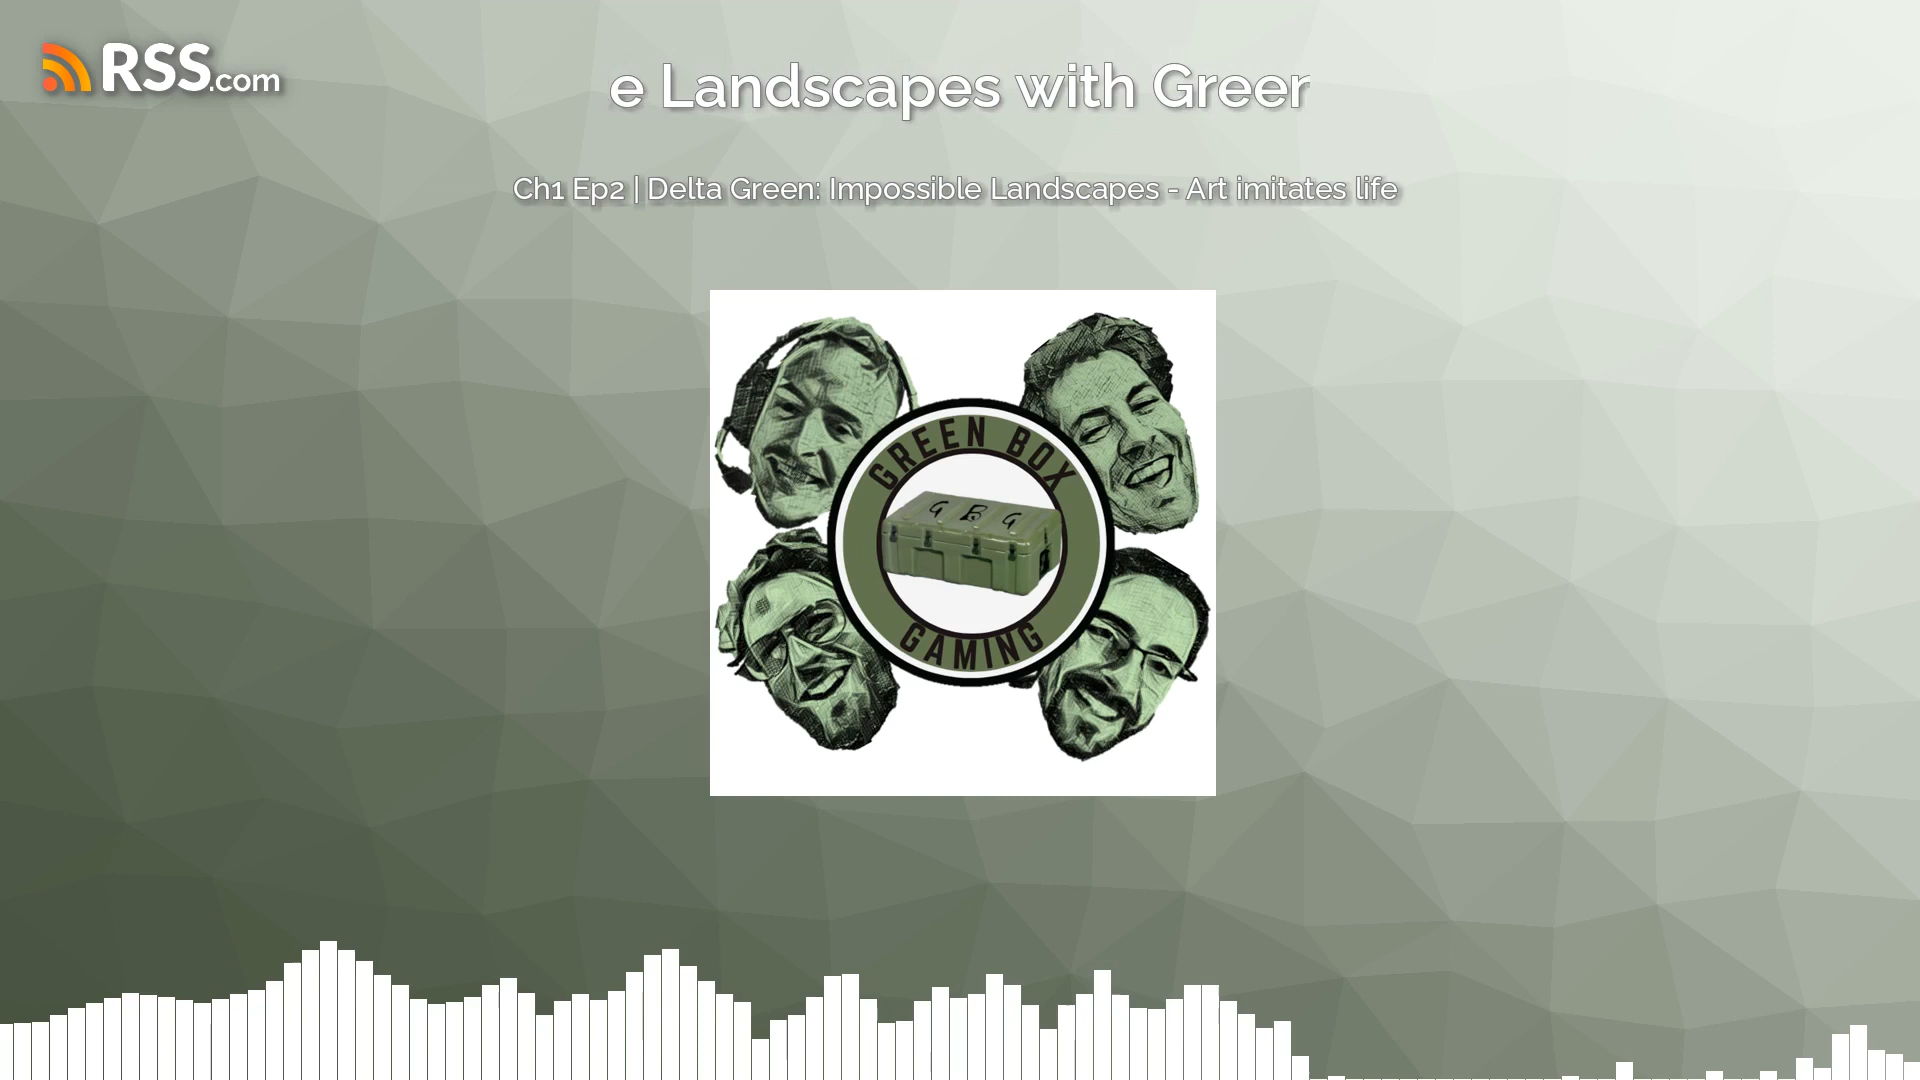 RSS.com
e Landscapes with Greer
Ch1 Ep2 | Delta Green: Impossible Landscapes - Art imitates life
GREEN BOX
G B G
GAMING